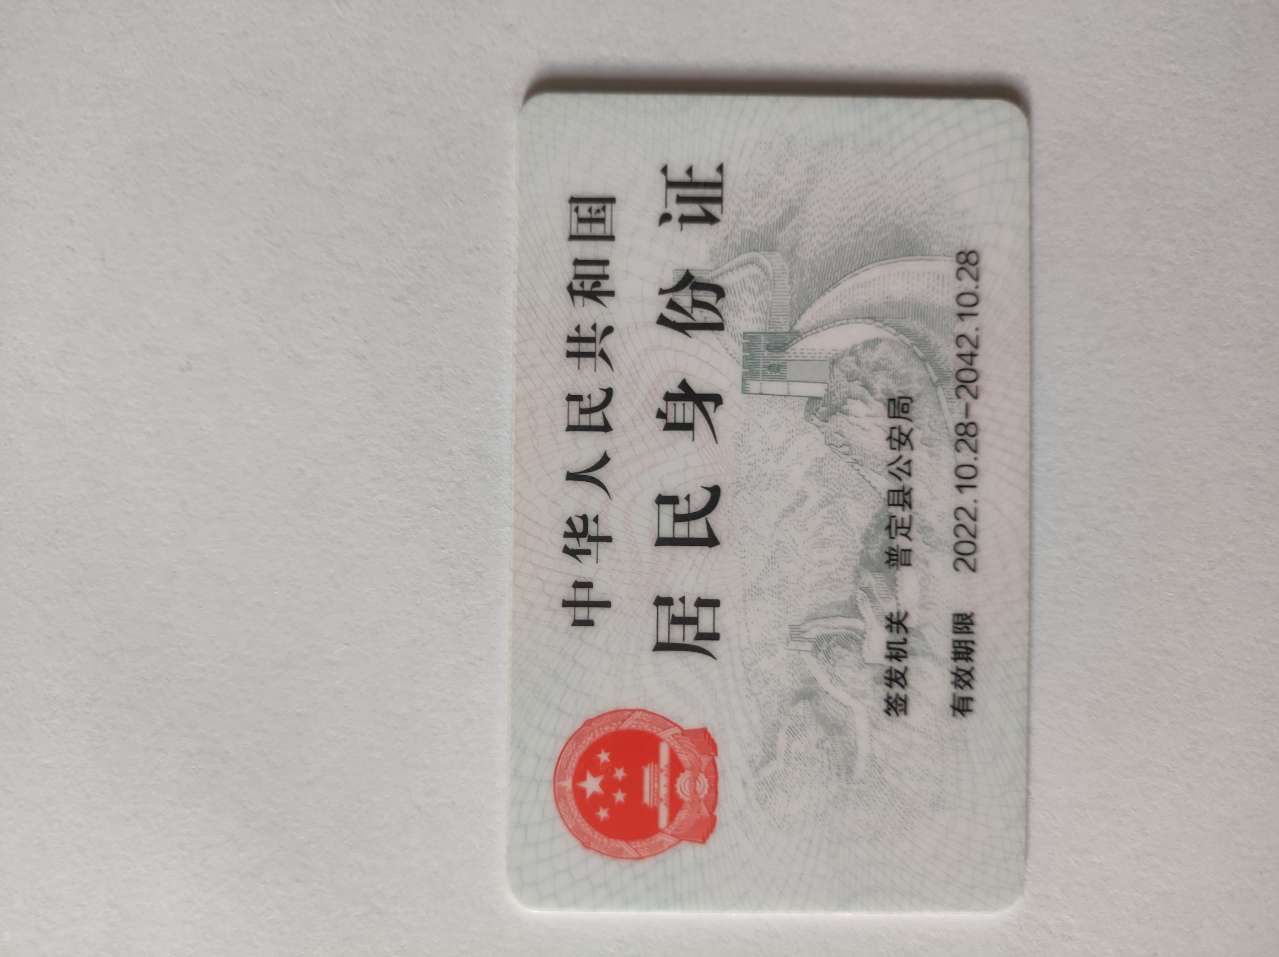 中华人民共和国
居民身份证
签发机关 普定县公安局
有效期限 2022.10.28-2042.10.28